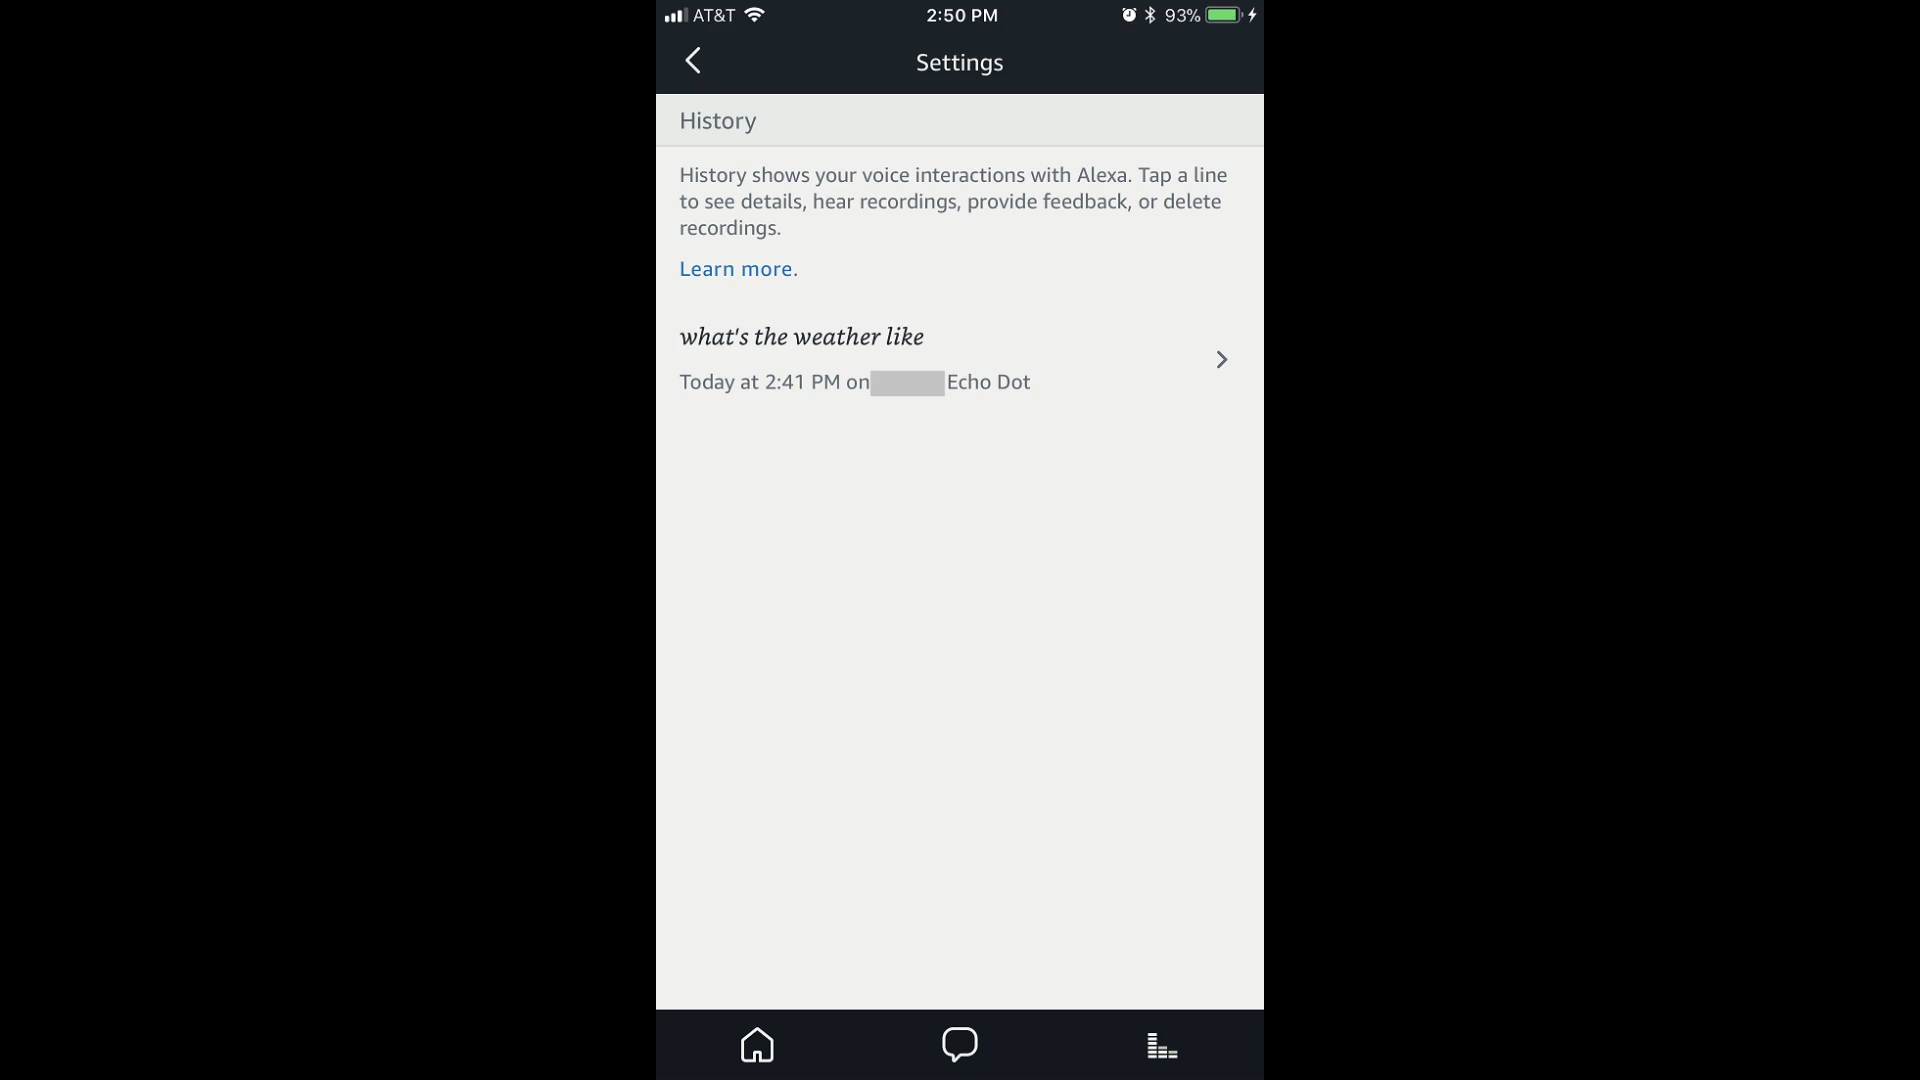 AT&T 2:50 PM 93%
Settings
History
History shows your voice interactions with Alexa. Tap a line
to see details, hear recordings, provide feedback, or delete
recordings.
Learn more.
what's the weather like
Today at 2:41 PM on Echo Dot